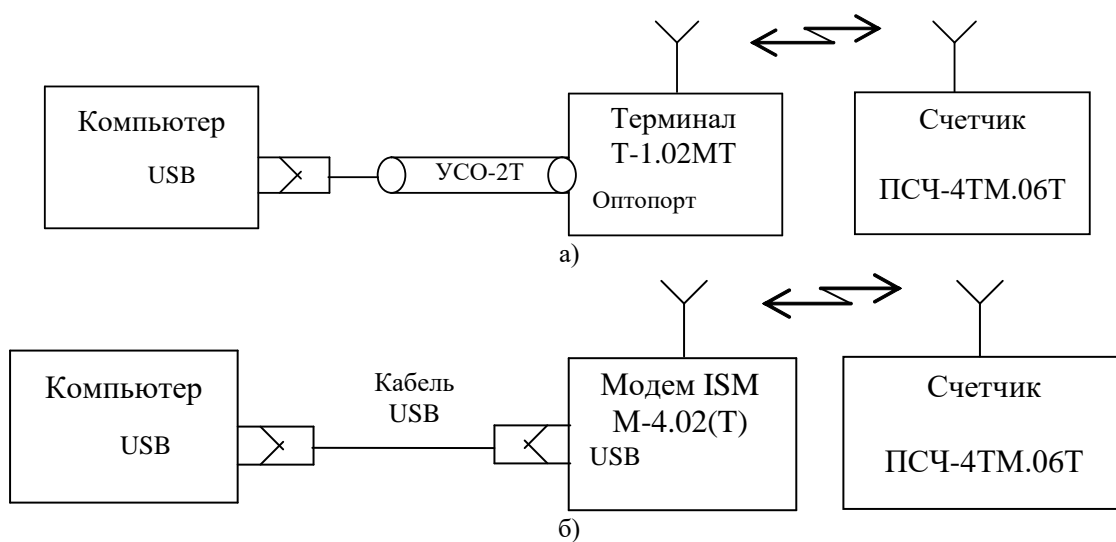 Компьютер
USB
УСО-2Т
Терминал
Т-1.02МТ
Оптопорт
Счетчик
ПСЧ-4ТМ.06Т
а)
Компьютер
USB
Кабель
USB
Модем ISM
М-4.02(Т)
USB
Счетчик
ПСЧ-4ТМ.06Т
б)